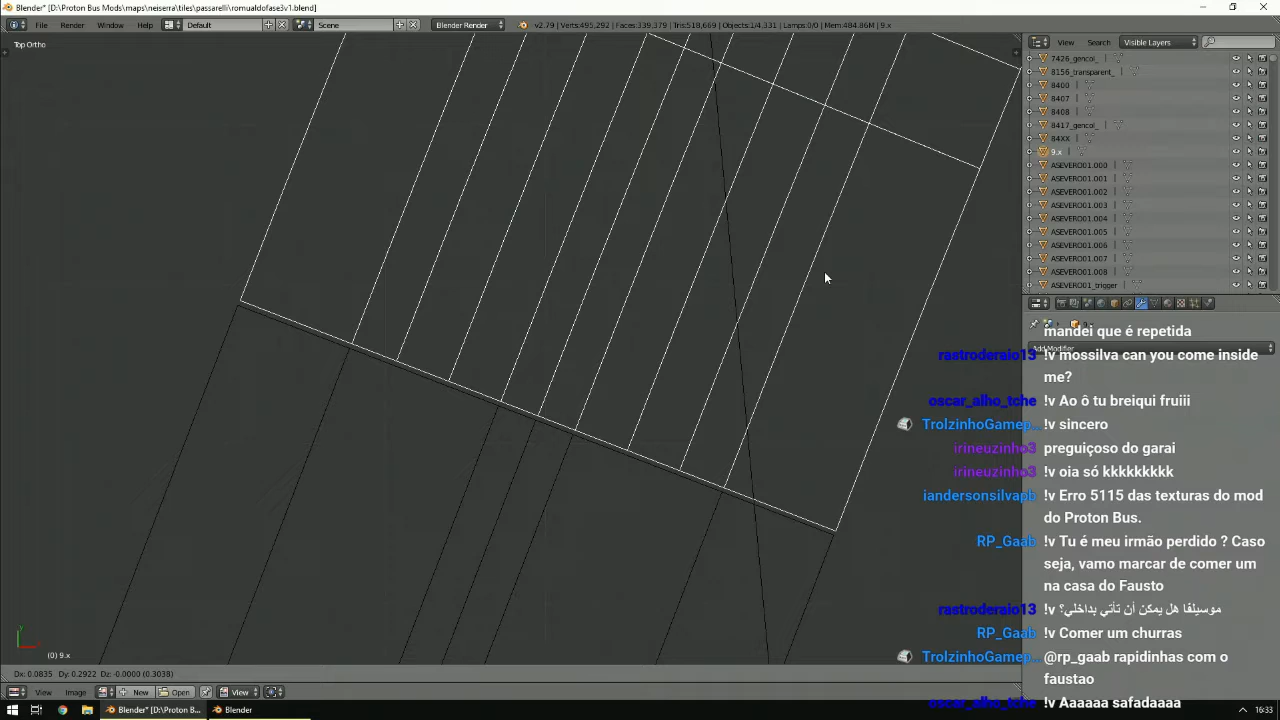 Blender* [D:\Proton Bus Mods\maps\neiserra\tiles\passarelli\romualdofase3v1.blend]
File Render Window Help Default Scene Blender Render v2.79 | Verts:495,292 | Faces:339,379 | Tris:518,669 | Objects:1/4.331 | Lamps:0/0 | Mem:484.86M | 9.x
Top Ortho
View Search Visible Layers
7426_gencol_
8156_transparent_
8400
8407
8408
8417_gencol_
84XX
9.x
ASEVERO01.000
ASEVERO01.001
ASEVERO01.002
ASEVERO01.003
ASEVERO01.004
ASEVERO01.005
ASEVERO01.006
ASEVERO01.007
ASEVERO01.008
ASEVERO01_trigger
mandei que é repetida
Add Modifier
rastroderaio13 !v mossilva can you come inside
me?
oscar_alho_tche !v Ao ô tu breiqui fruiii
TrolzinhoGamep... !v sincero
irineuzinho3 preguiçoso do garai
irineuzinho3 !v oia só kkkkkkkkk
iandersonsilvapb !v Erro 5115 das texturas do mod
do Proton Bus.
RP_Gaab !v Tu é meu irmão perdido ? Caso
seja, vamo marcar de comer um
na casa do Fausto
rastroderaio13 !v موسيلفا هل يمكن أن تأتي بداخلي؟
RP_Gaab !v Comer um churras
TrolzinhoGamep... @rp_gaab rapidinhas com o
faustao
oscar_alho_tche !v Aaaaaa safadaaaa
(0) 9.x
Dx: 0.0835 Dy: 0.2922 Dz: -0.0000 (0.3038)
View Image New Open View
Blender* [D:\Proton B... Blender 16:33